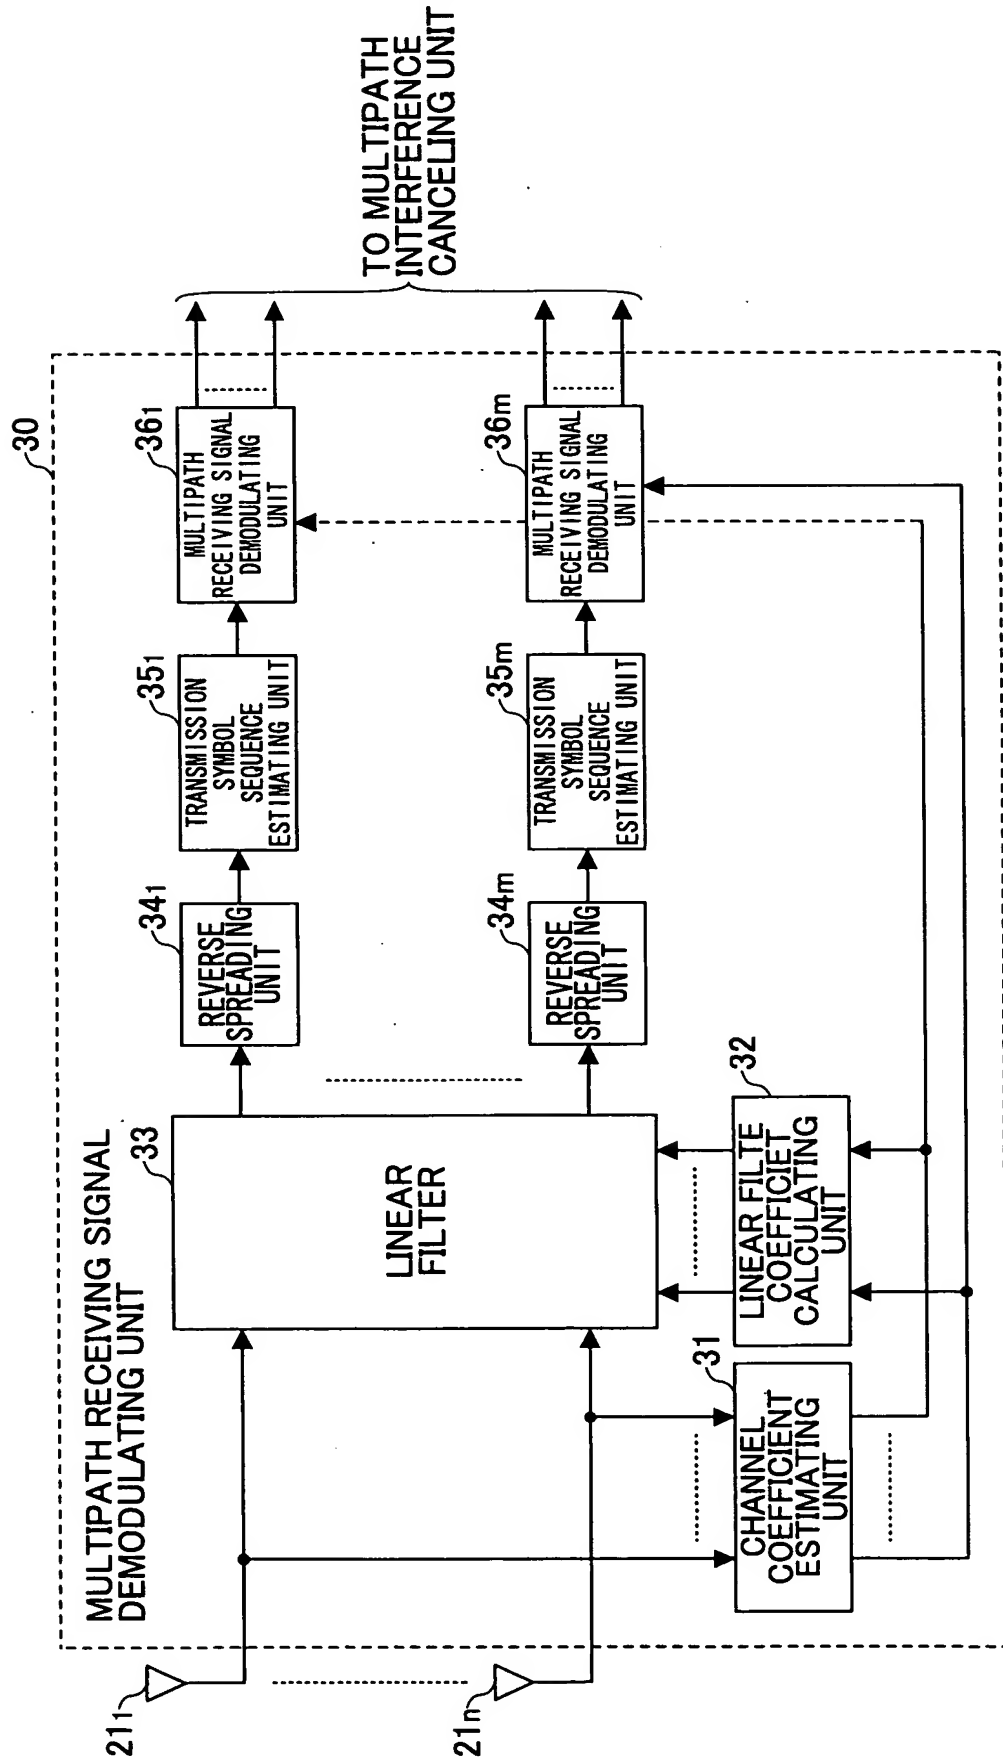 30
MULTIPATH RECEIVING SIGNAL
DEMODULATING UNIT
211
21n
33
LINEAR
FILTER
341
REVERSE
SPREADING
UNIT
351
TRANSMISSION
SYMBOL
SEQUENCE
ESTIMATING UNIT
361
MULTIPATH
RECEIVING SIGNAL
DEMODULATING
UNIT
34m
REVERSE
SPREADING
UNIT
35m
TRANSMISSION
SYMBOL
SEQUENCE
ESTIMATING UNIT
36m
MULTIPATH
RECEIVING SIGNAL
DEMODULATING
UNIT
TO MULTIPATH
INTERFERENCE
CANCELING UNIT
31
CHANNEL
COEFFICIENT
ESTIMATING
UNIT
32
LINEAR FILTE
COEFFICIET
CALCULATING
UNIT